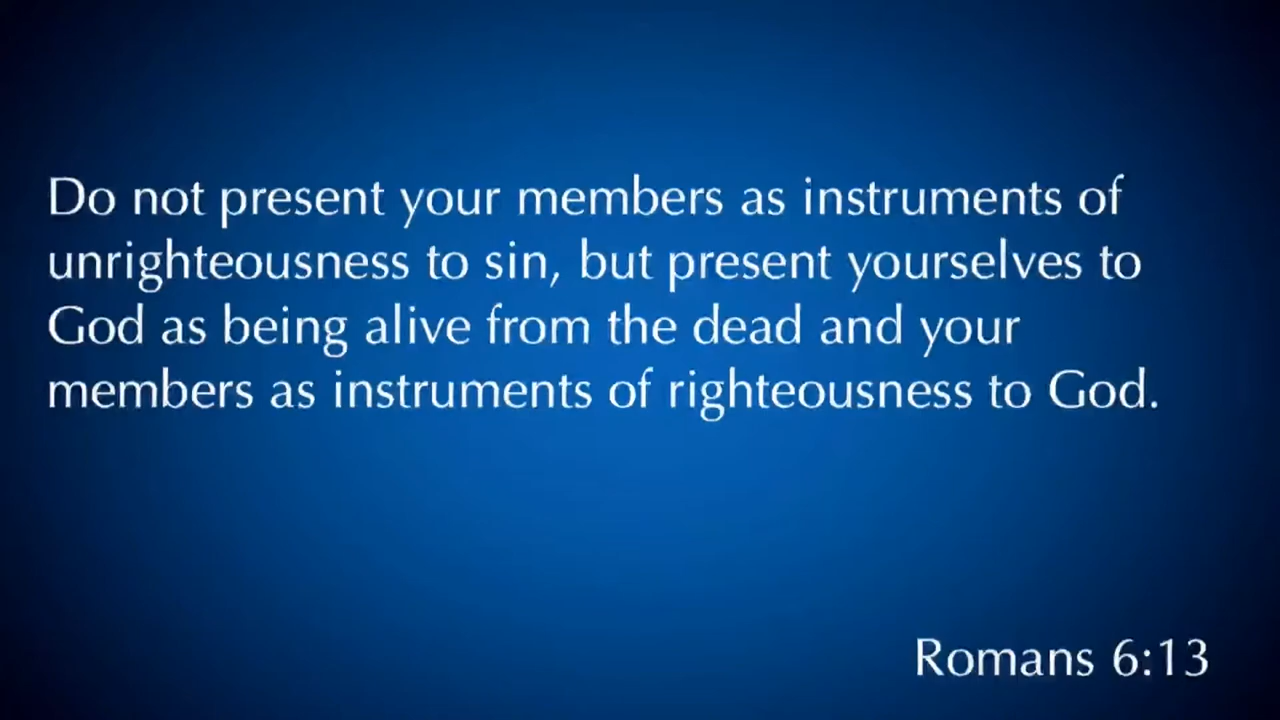 Do not present your members as instruments of
unrighteousness to sin, but present yourselves to
God as being alive from the dead and your
members as instruments of righteousness to God.
Romans 6:13